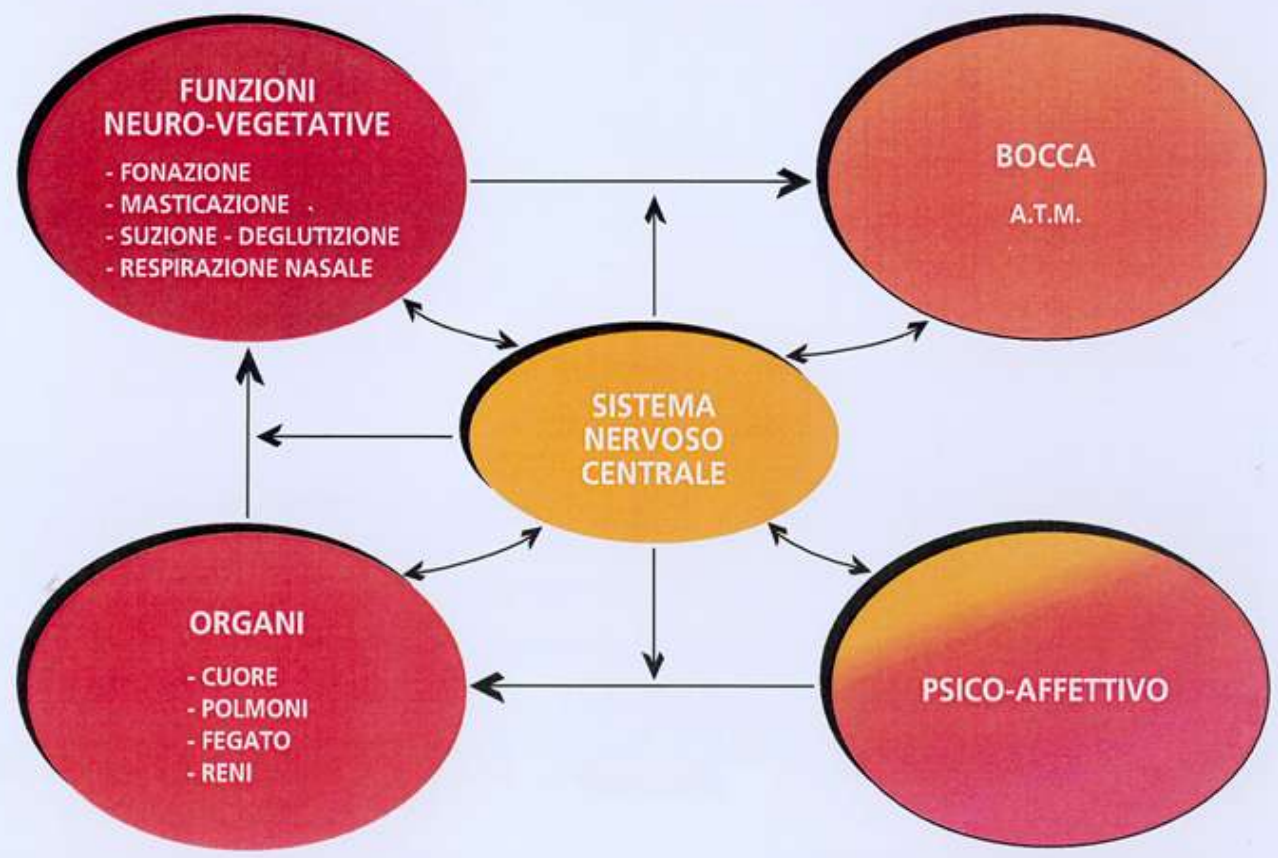 FUNZIONI
NEURO-VEGETATIVE
- FONAZIONE
- MASTICAZIONE
- SUZIONE - DEGLUTIZIONE
- RESPIRAZIONE NASALE
BOCCA
A.T.M.
SISTEMA
NERVOSO
CENTRALE
ORGANI
- CUORE
- POLMONI
- FEGATO
- RENI
PSICO-AFFETTIVO